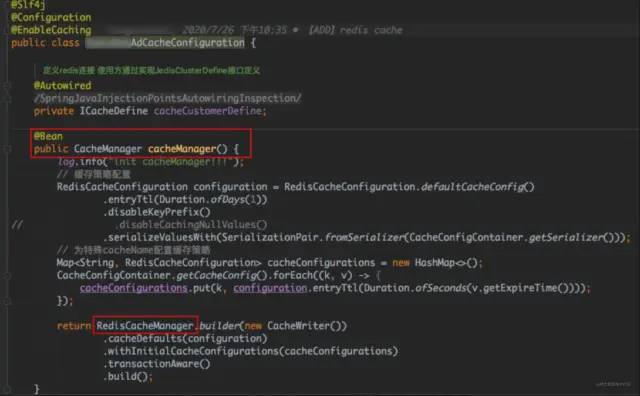 @Slf4j
@Configuration
@EnableCaching 2020/7/26 下午10:35 • 【ADD】redis cache
public class AdCacheConfiguration {
定义redis连接 使用方通过实现JedisClusterDefine接口定义
@Autowired
/SpringJavaInjectionPointsAutowiringInspection/
private ICacheDefine cacheCustomerDefine;
@Bean
public CacheManager cacheManager() {
log.info("init cacheManager!!!");
// 缓存策略配置
RedisCacheConfiguration configuration = RedisCacheConfiguration.defaultCacheConfig()
.entryTtl(Duration.ofDays(1))
.disableKeyPrefix()
// .disableCachingNullValues()
.serializeValuesWith(SerializationPair.fromSerializer(CacheConfigContainer.getSerializer()));
// 为特殊cacheName配置缓存策略
Map<String, RedisCacheConfiguration> cacheConfigurations = new HashMap<>();
CacheConfigContainer.getCacheConfig().forEach((k, v) -> {
cacheConfigurations.put(k, configuration.entryTtl(Duration.ofSeconds(v.getExpireTime())));
});
return RedisCacheManager.builder(new CacheWriter())
.cacheDefaults(configuration)
.withInitialCacheConfigurations(cacheConfigurations)
.transactionAware()
.build();
}